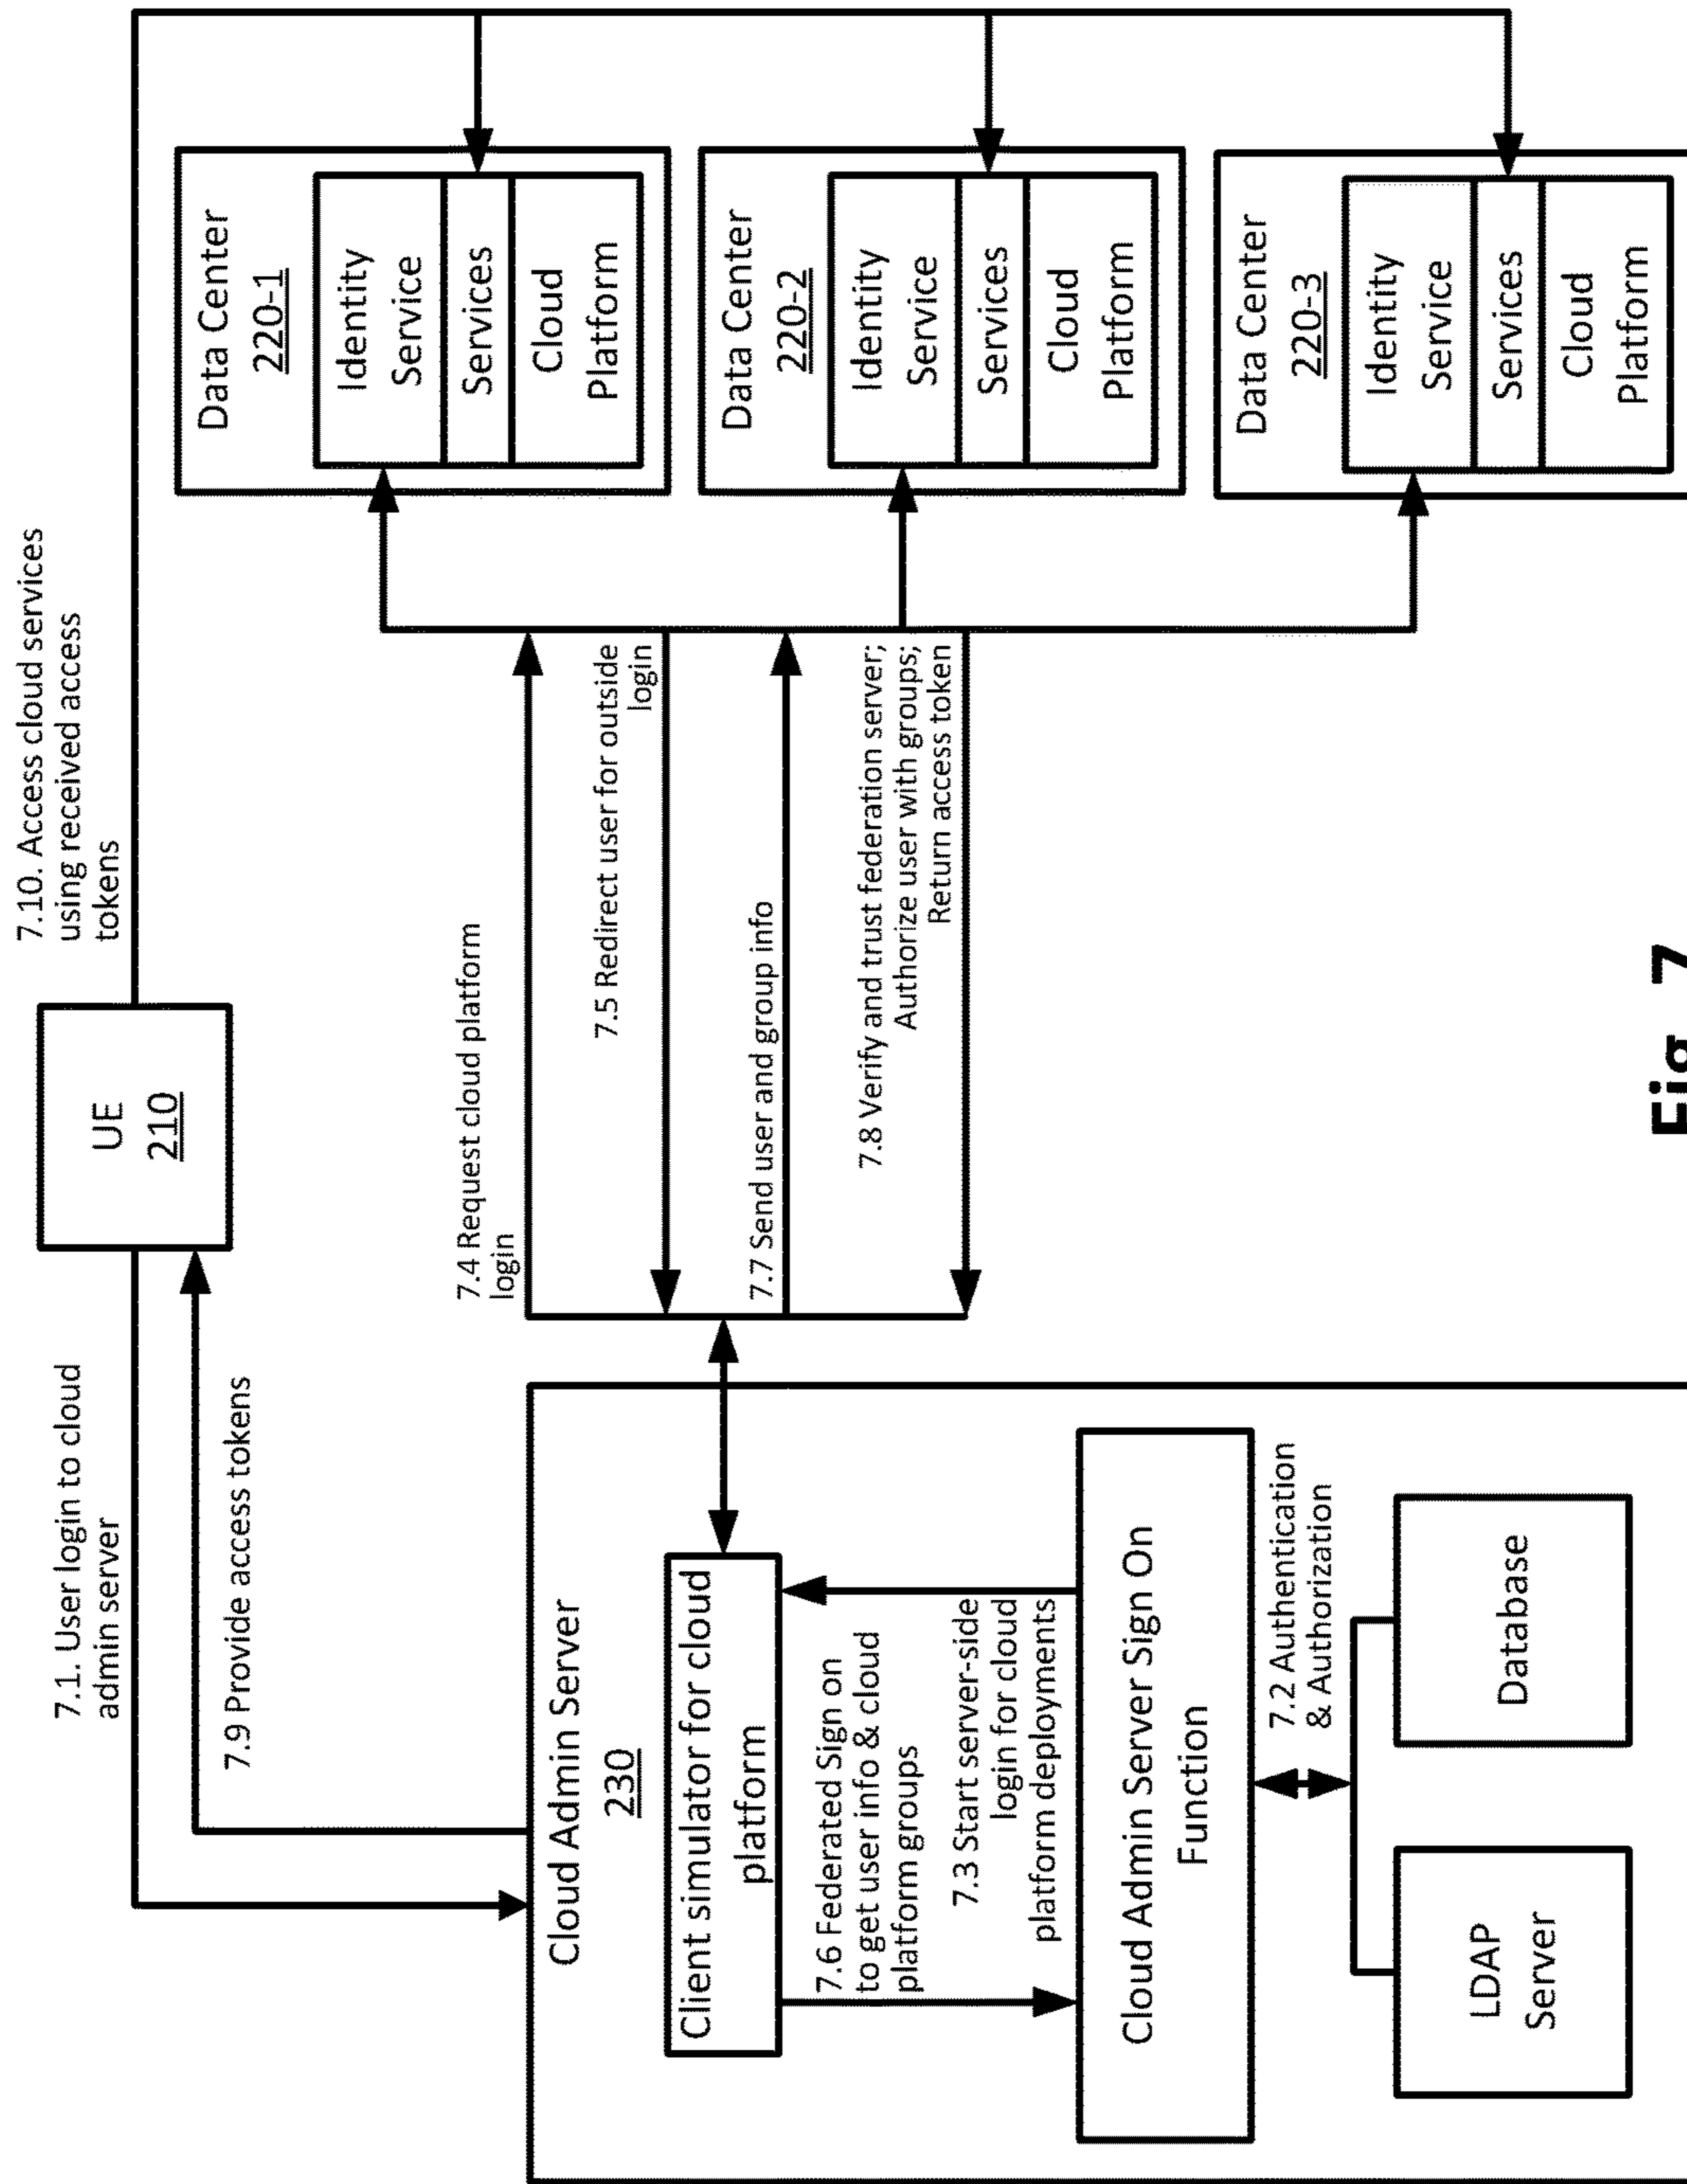 7.1. User login to cloud
admin server
7.9 Provide access tokens
UE
210
7.10. Access cloud services
using received access
tokens
Cloud Admin Server
230
Client simulator for cloud
platform
7.6 Federated Sign on
to get user info & cloud
platform groups
7.3 Start server-side
login for cloud
platform deployments
Cloud Admin Server Sign On
Function
7.2 Authentication
& Authorization
LDAP
Server
Database
7.4 Request cloud platform
login
7.5 Redirect user for outside
login
7.7 Send user and group info
7.8 Verify and trust federation server;
Authorize user with groups;
Return access token
Data Center
220-1
Identity
Service
Services
Cloud
Platform
Data Center
220-2
Identity
Service
Services
Cloud
Platform
Data Center
220-3
Identity
Service
Services
Cloud
Platform
Fig. 7